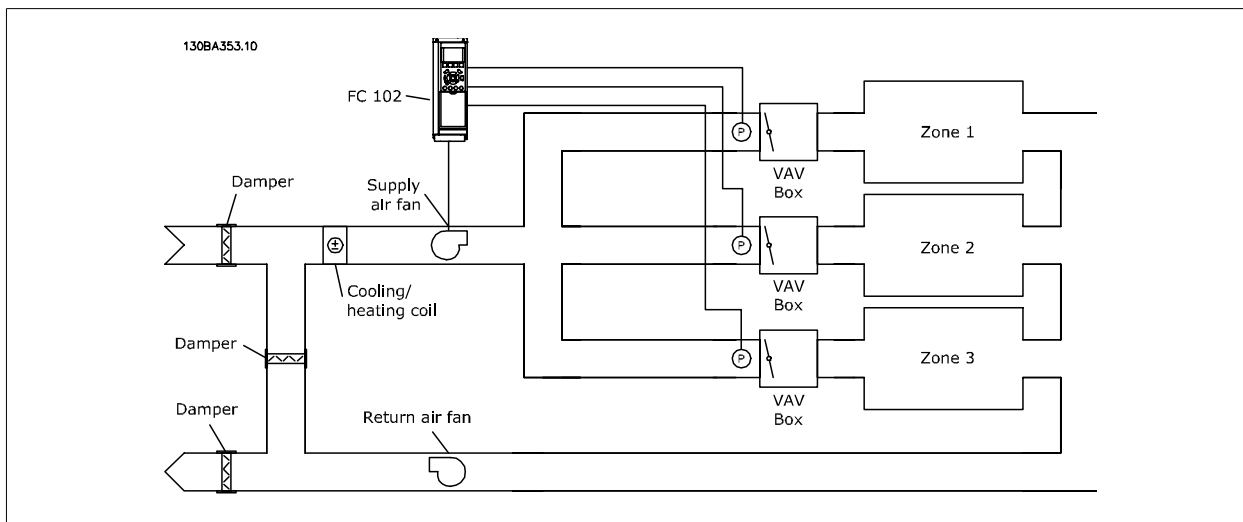 130BA353.10
FC 102
Damper
Supply
air fan
Cooling/
heating coil
Damper
Damper
Return air fan
P
VAV
Box
Zone 1
P
VAV
Box
Zone 2
P
VAV
Box
Zone 3